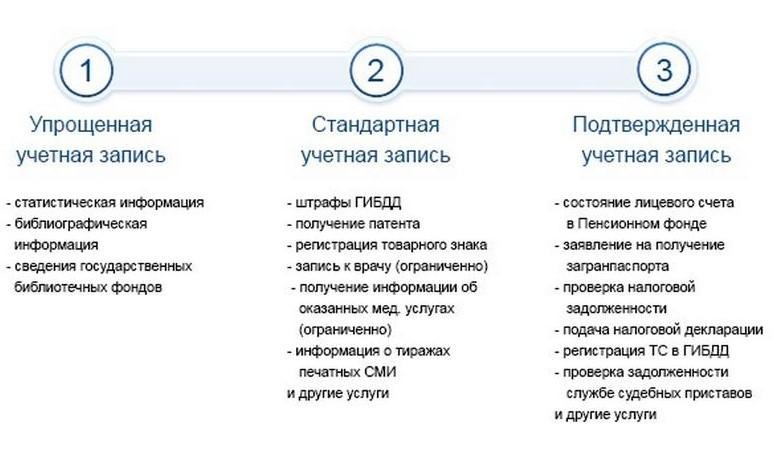 1
Упрощенная
учетная запись
- статистическая информация
- библиографическая
информация
- сведения государственных
библиотечных фондов
2
Стандартная
учетная запись
- штрафы ГИБДД
- получение патента
- регистрация товарного знака
- запись к врачу (ограниченно)
- получение информации об
оказанных мед. услугах
(ограниченно)
- информация о тиражах
печатных СМИ
и другие услуги
3
Подтвержденная
учетная запись
- состояние лицевого счета
в Пенсионном фонде
- заявление на получение
загранпаспорта
- проверка налоговой
задолженности
- подача налоговой декларации
- регистрация ТС в ГИБДД
- проверка задолженности
службе судебных приставов
и другие услуги